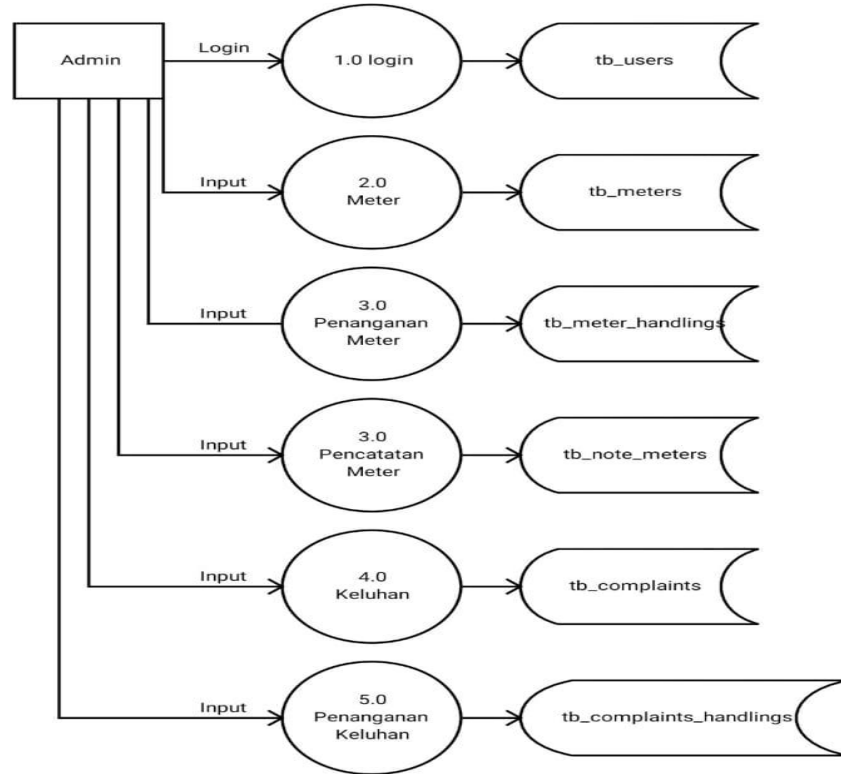 Admin
Login
1.0 login
tb_users
Input
2.0
Meter
tb_meters
Input
3.0
Penanganan
Meter
tb_meter_handlings
Input
3.0
Pencatatan
Meter
tb_note_meters
Input
4.0
Keluhan
tb_complaints
Input
5.0
Penanganan
Keluhan
tb_complaints_handlings